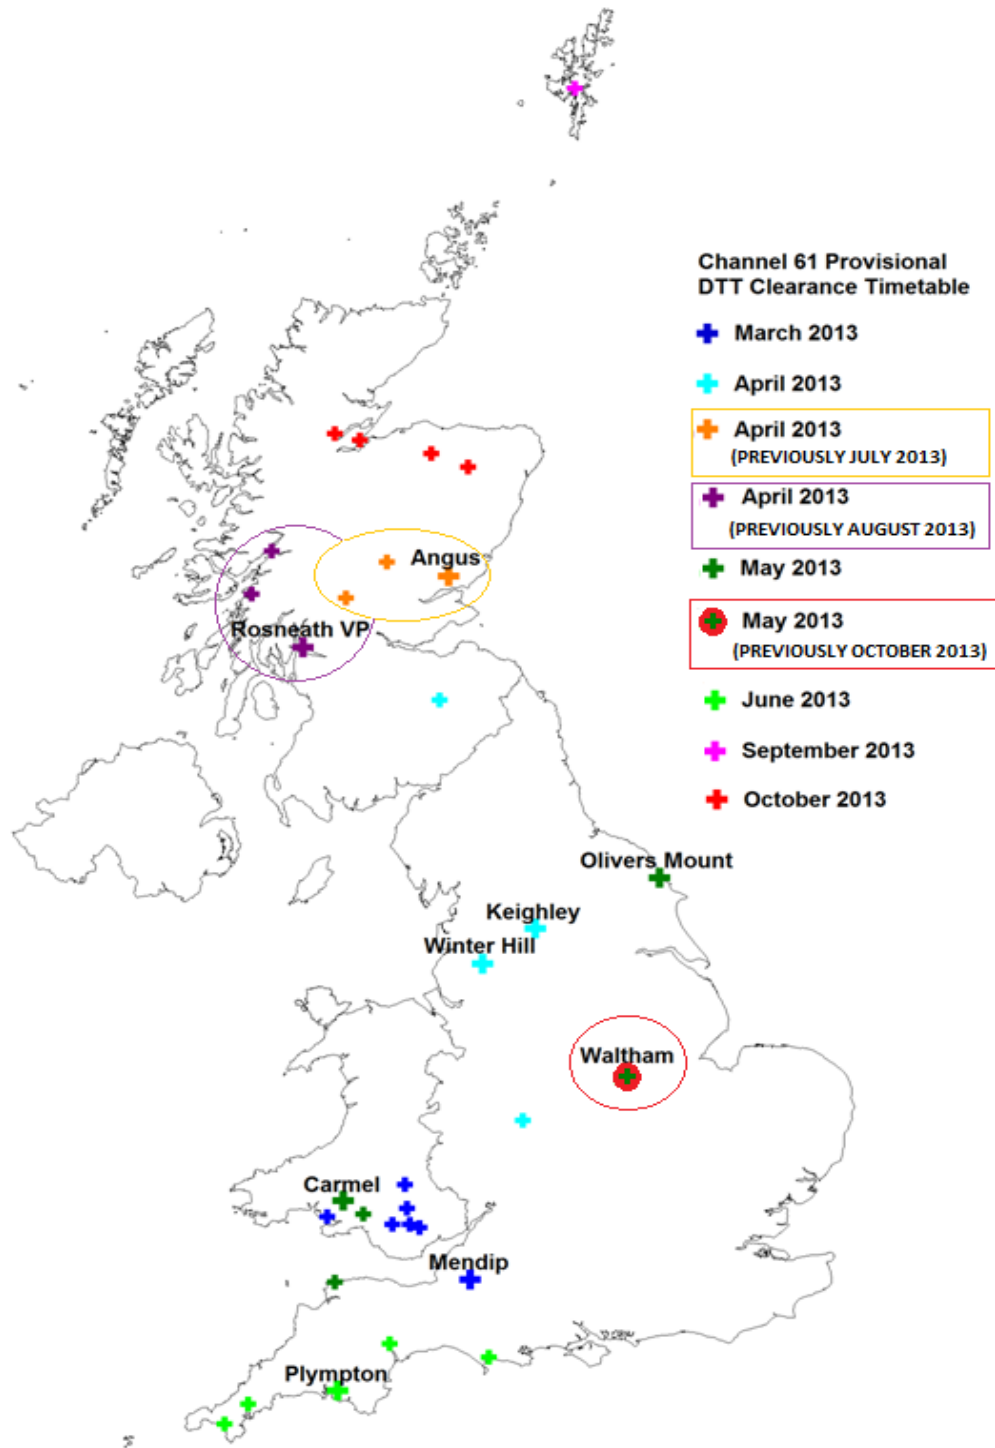 Channel 61 Provisional
DTT Clearance Timetable
March 2013
April 2013
April 2013
(PREVIOUSLY JULY 2013)
April 2013
(PREVIOUSLY AUGUST 2013)
May 2013
May 2013
(PREVIOUSLY OCTOBER 2013)
June 2013
September 2013
October 2013
Angus
Rosneath VP
Olivers Mount
Keighley
Winter Hill
Waltham
Carmel
Mendip
Plympton